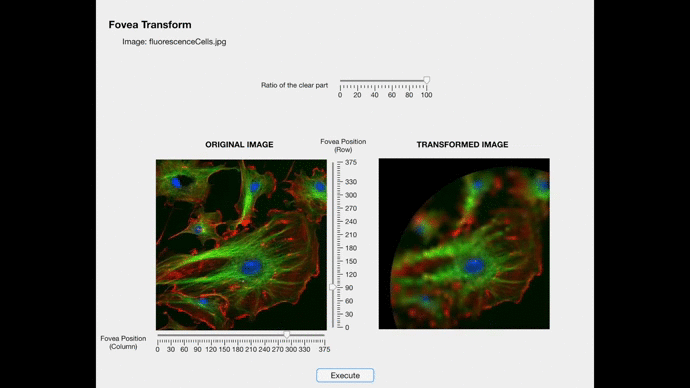 Fovea Transform
Image: fluorescenceCells.jpg
Ratio of the clear part
0 20 40 60 80 100
ORIGINAL IMAGE
Fovea Position
(Row)
TRANSFORMED IMAGE
375
330
300
270
240
210
180
150
120
90
60
30
0
Fovea Position
(Column)
0 30 60 90 120 150 180 210 240 270 300 330 375
Execute